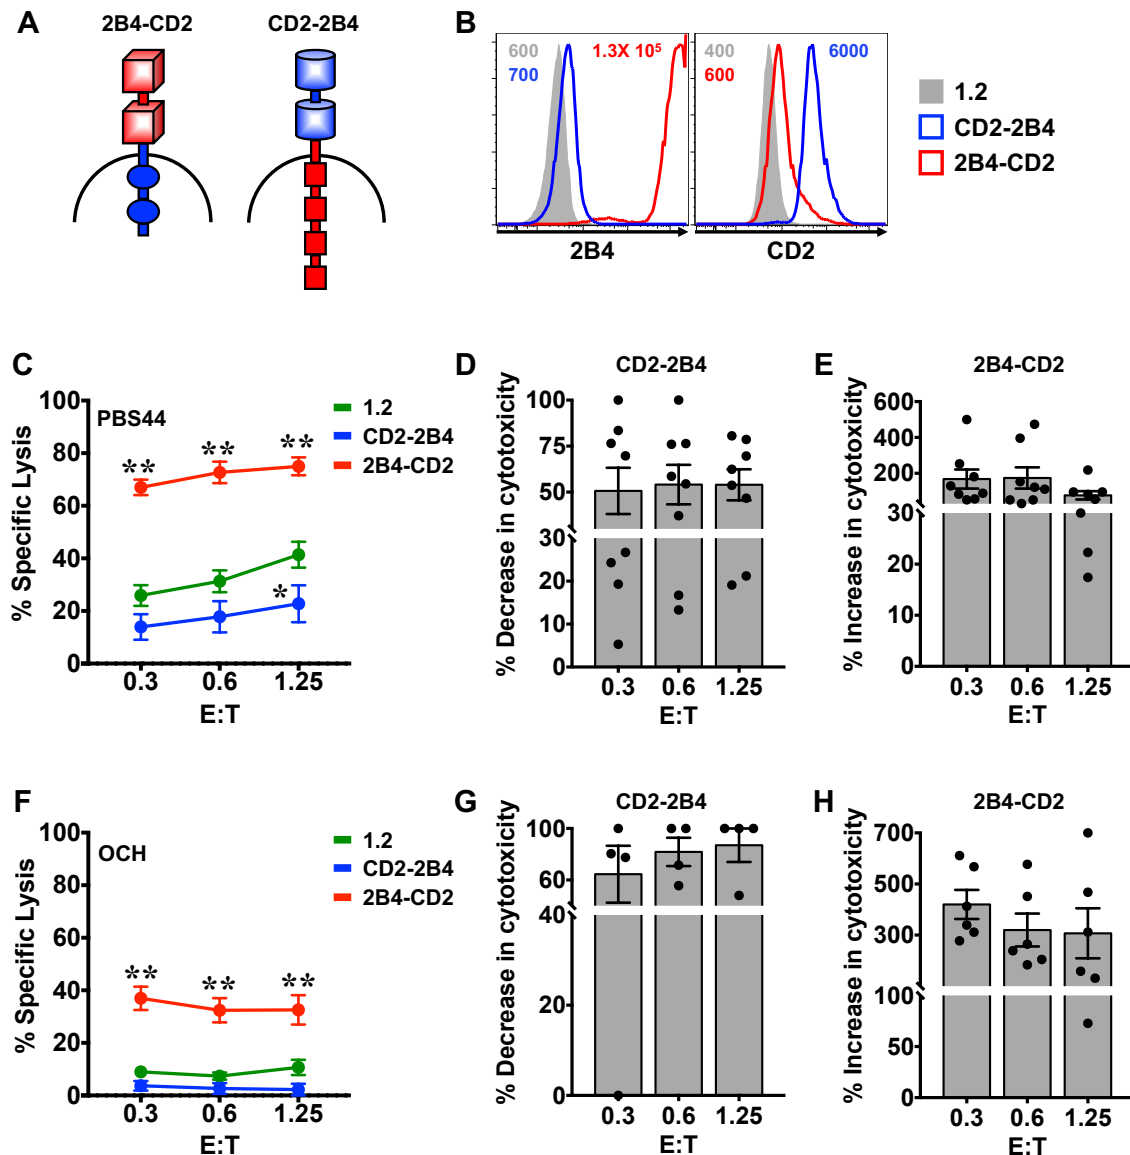 A
2B4-CD2
CD2-2B4
B
600
700
1.3X 10⁵
400
600
6000
2B4
CD2
1.2
CD2-2B4
2B4-CD2
C
PBS44
% Specific Lysis
100
80
60
40
20
0
** ** **
*
0.3 0.6 1.25
E:T
1.2
CD2-2B4
2B4-CD2
D
CD2-2B4
% Decrease in cytotoxicity
100
75
50
30
20
10
0
0.3 0.6 1.25
E:T
E
2B4-CD2
% Increase in cytotoxicity
600
400
200
30
20
10
0
0.3 0.6 1.25
E:T
F
OCH
% Specific Lysis
100
80
60
40
20
0
** ** **
0.3 0.6 1.25
E:T
1.2
CD2-2B4
2B4-CD2
G
CD2-2B4
% Decrease in cytotoxicity
100
60
40
20
0
0.3 0.6 1.25
E:T
H
2B4-CD2
% Increase in cytotoxicity
700
500
300
100
50
0
0.3 0.6 1.25
E:T